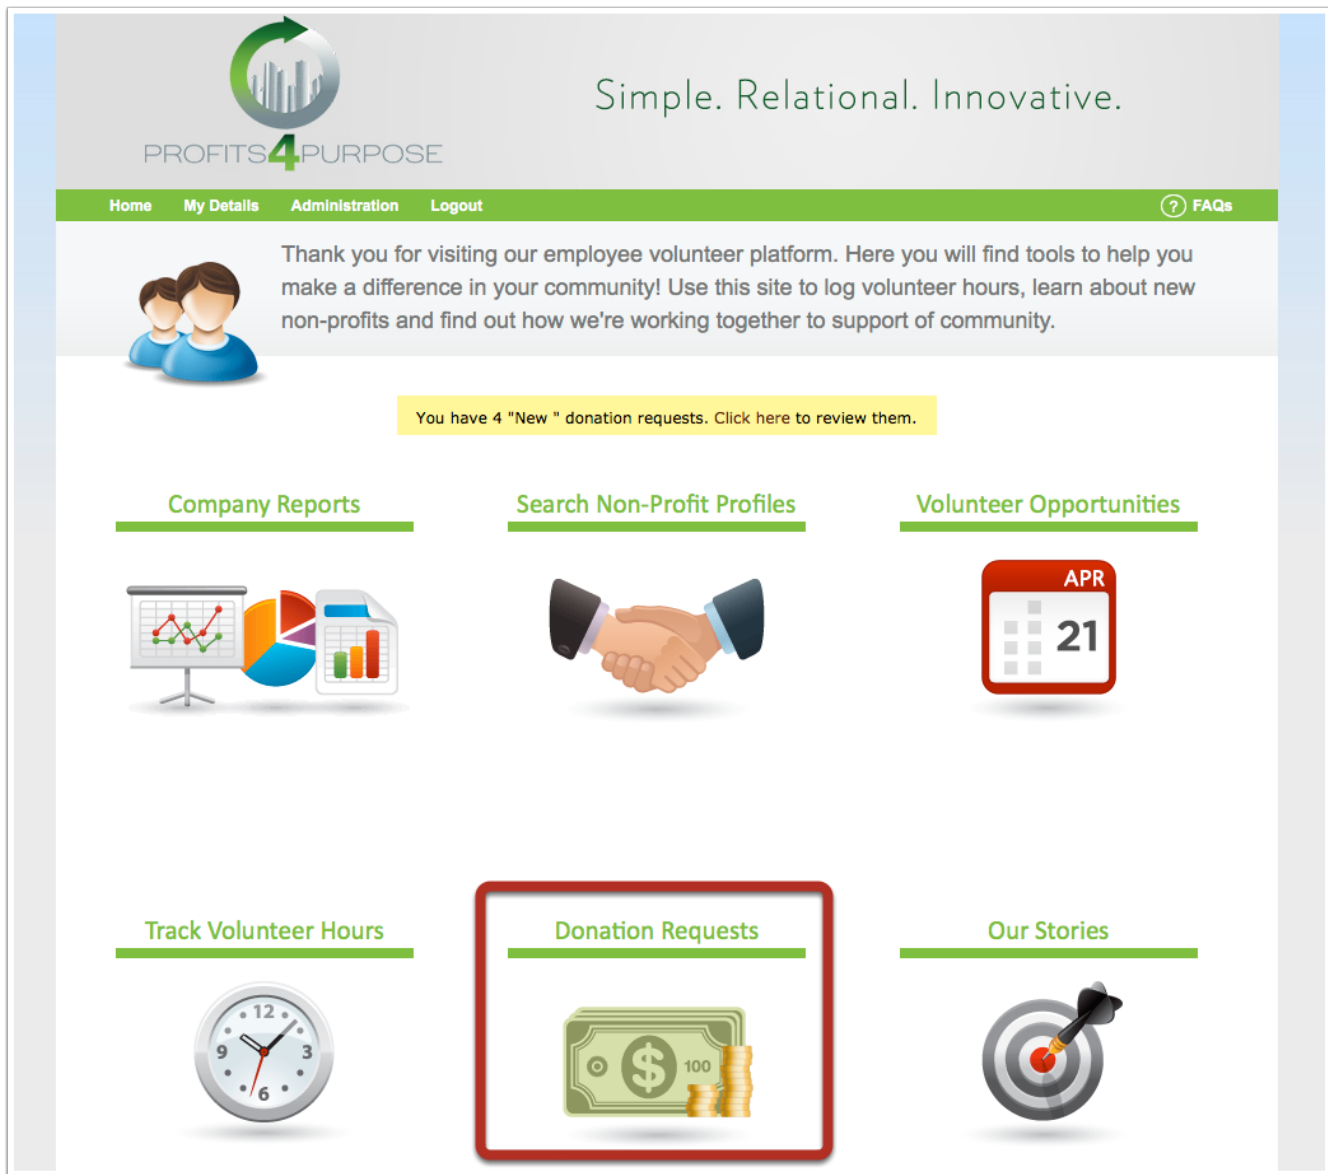 Simple. Relational. Innovative.
PROFITS4PURPOSE
Home My Details Administration Logout ? FAQs
Thank you for visiting our employee volunteer platform. Here you will find tools to help you
make a difference in your community! Use this site to log volunteer hours, learn about new
non-profits and find out how we're working together to support of community.
You have 4 "New " donation requests. Click here to review them.
Company Reports
Search Non-Profit Profiles
Volunteer Opportunities
APR
21
Track Volunteer Hours
Donation Requests
Our Stories
12
9 3
6
$ 100